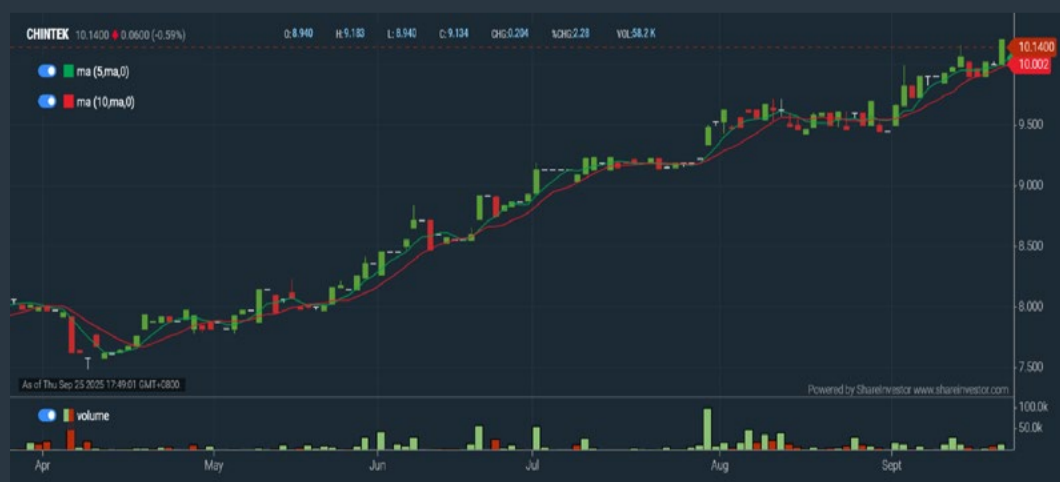 CHINTEK 10.1400 0.0600 (-0.59%) O:8.940 H:9.183 L:8.940 C:9.134 CHG:0.204 %CHG:2.28 VOL:58.2 K
10.1400
ma (5,ma,0)
10.002
ma (10,ma,0)
9.500
9.000
8.500
8.000
7.500
As of Thu Sep 25 2025 17:49:01 GMT+0800
Powered by ShareInvestor www.shareinvestor.com
volume
100.0k
50.0k
Apr May Jun Jul Aug Sept